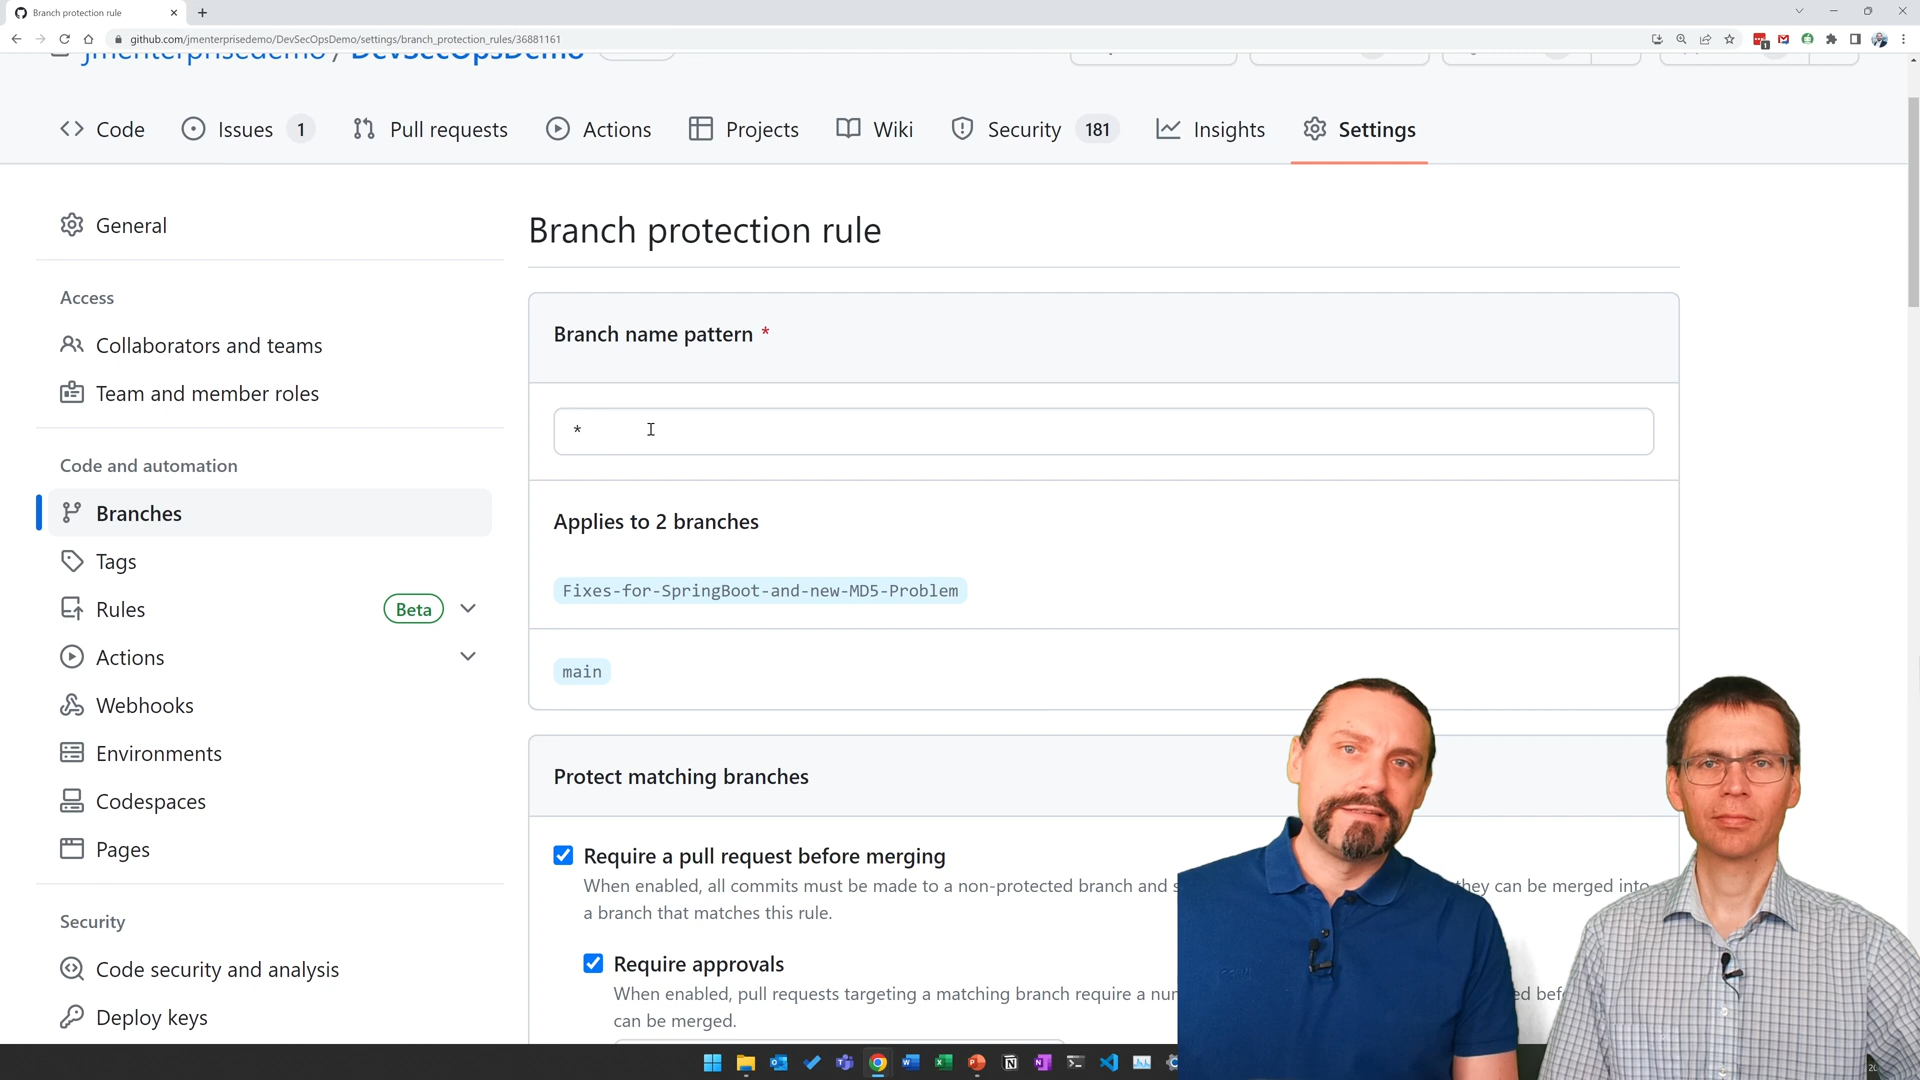 Branch protection rule
github.com/jmenterprisedemo/DevSecOpsDemo/settings/branch_protection_rules/36881161
jmenterprisedemo / DevSecOpsDemo
Code Issues 1 Pull requests Actions Projects Wiki Security 181 Insights Settings
General
Access
Collaborators and teams
Team and member roles
Code and automation
Branches
Tags
Rules Beta
Actions
Webhooks
Environments
Codespaces
Pages
Security
Code security and analysis
Deploy keys
Branch protection rule
Branch name pattern *
*
Applies to 2 branches
Fixes-for-SpringBoot-and-new-MD5-Problem
main
Protect matching branches
Require a pull request before merging
When enabled, all commits must be made to a non-protected branch and they can be merged into
a branch that matches this rule.
Require approvals
When enabled, pull requests targeting a matching branch require a
can be merged.